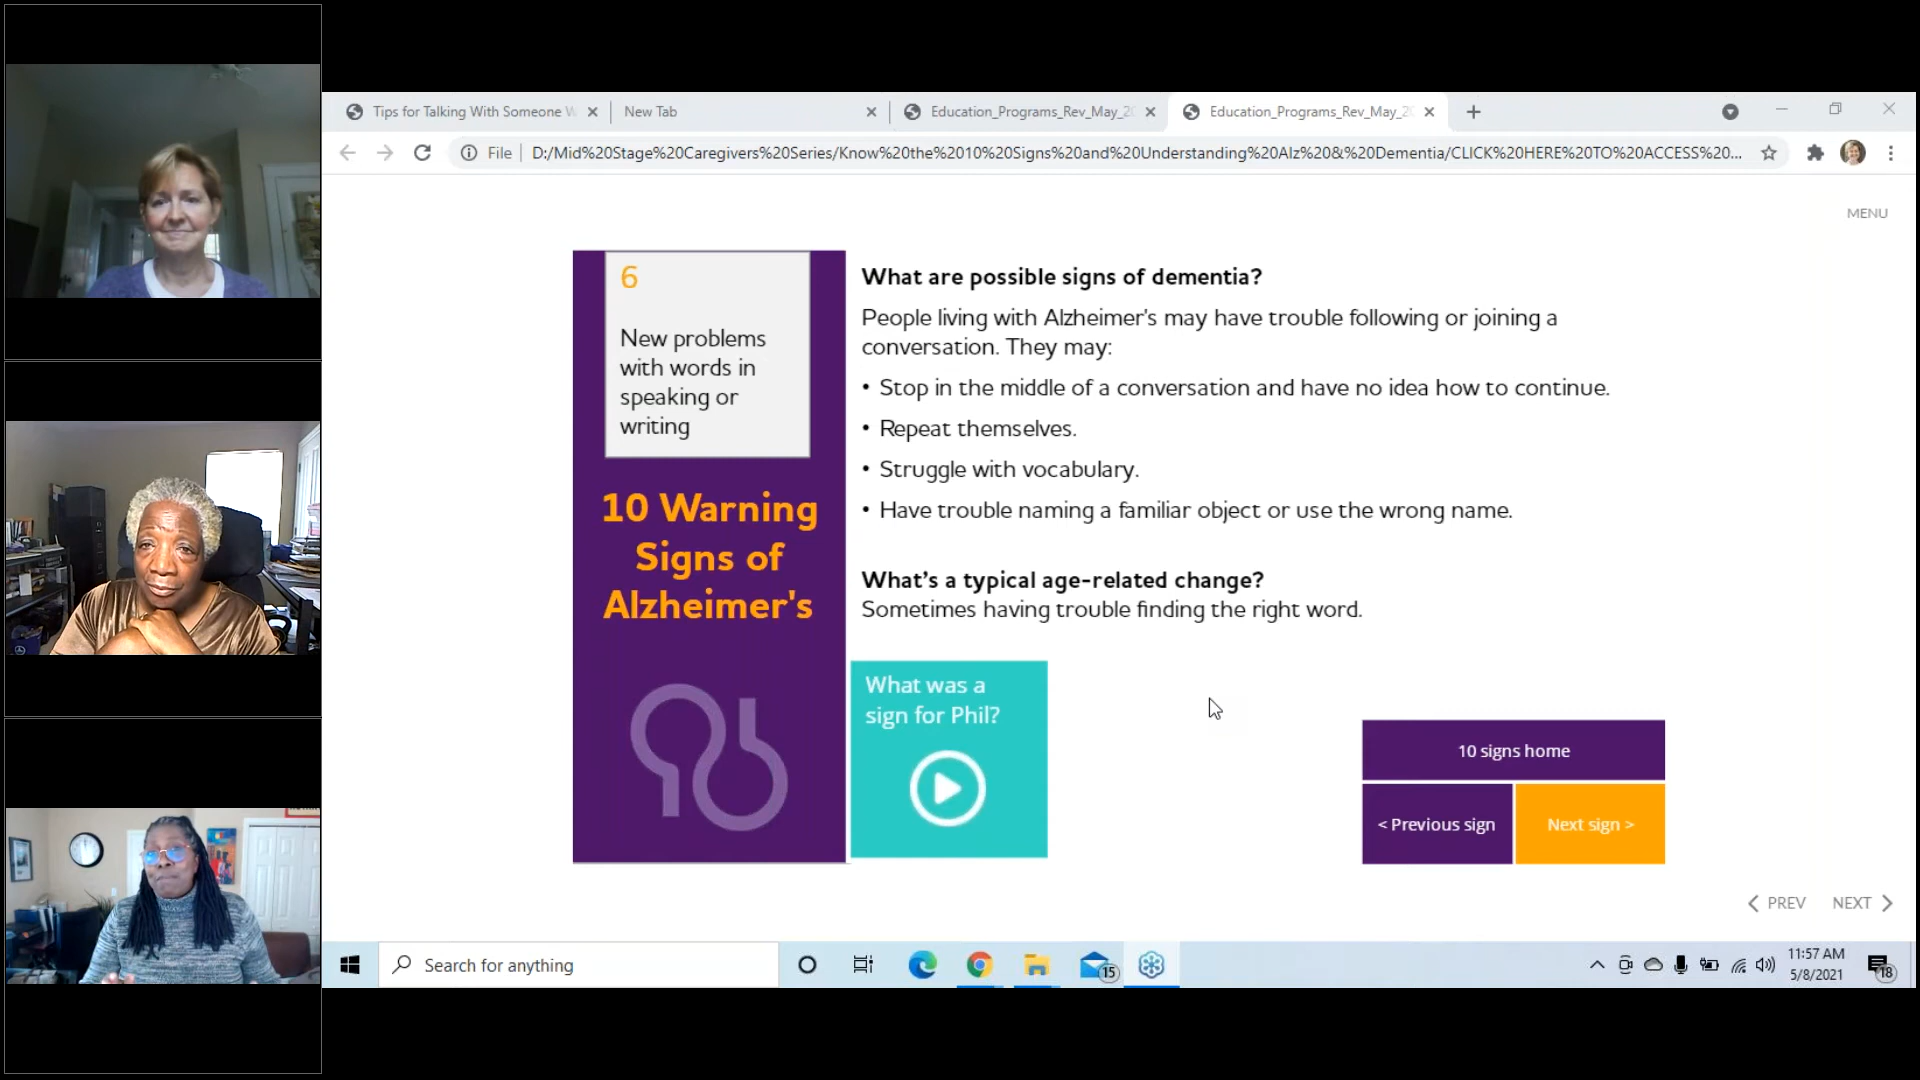 Tips for Talking With Someone W
New Tab
Education_Programs_Rev_May_20
Education_Programs_Rev_May_2
File
D:/Mid%20Stage%20Caregivers%20Series/Know%20the%2010%20Signs%20and%20Understanding%20Alz%20&%20Dementia/CLICK%20HERE%20TO%20ACCESS%20...
MENU
6
New problems
with words in
speaking or
writing
10 Warning
Signs of
Alzheimer's
What are possible signs of dementia?
People living with Alzheimer's may have trouble following or joining a
conversation. They may:
• Stop in the middle of a conversation and have no idea how to continue.
• Repeat themselves.
• Struggle with vocabulary.
• Have trouble naming a familiar object or use the wrong name.
What's a typical age-related change?
Sometimes having trouble finding the right word.
What was a
sign for Phil?
10 signs home
< Previous sign
Next sign >
PREV
NEXT
Search for anything
15
11:57 AM
5/8/2021
18